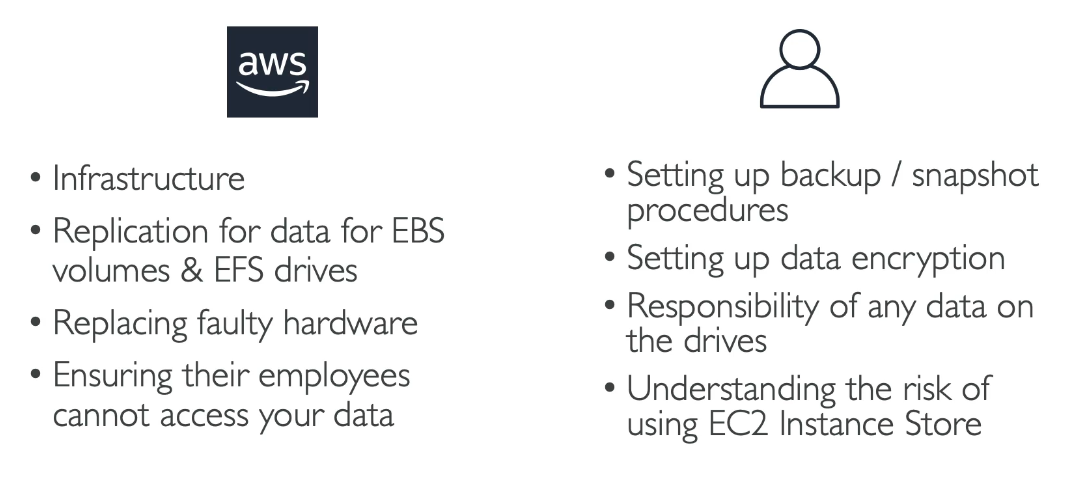 aws
• Infrastructure
• Replication for data for EBS
volumes & EFS drives
• Replacing faulty hardware
• Ensuring their employees
cannot access your data
• Setting up backup / snapshot
procedures
• Setting up data encryption
• Responsibility of any data on
the drives
• Understanding the risk of
using EC2 Instance Store